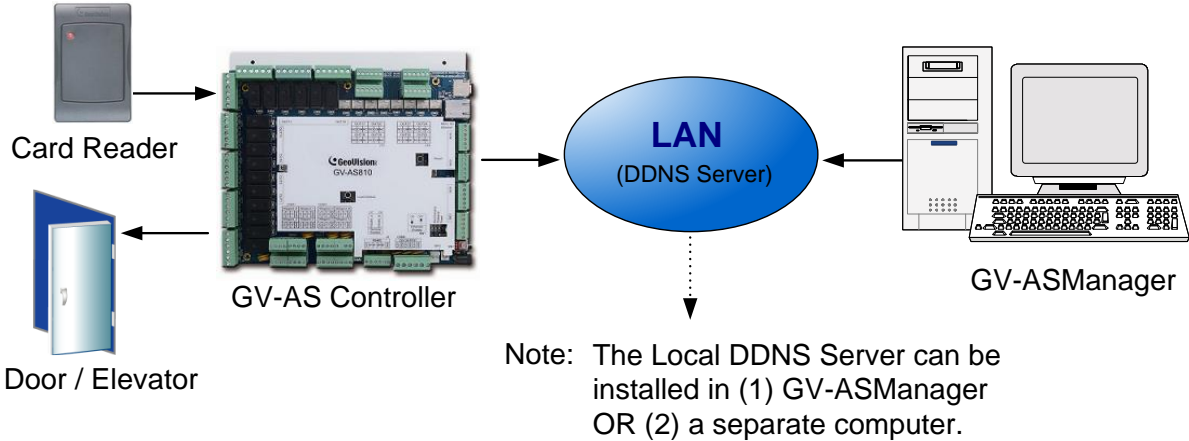 Card Reader
GeoVision
GV-AS810
LAN
(DDNS Server)
Door / Elevator
GV-AS Controller
GV-ASManager
Note: The Local DDNS Server can be
installed in (1) GV-ASManager
OR (2) a separate computer.